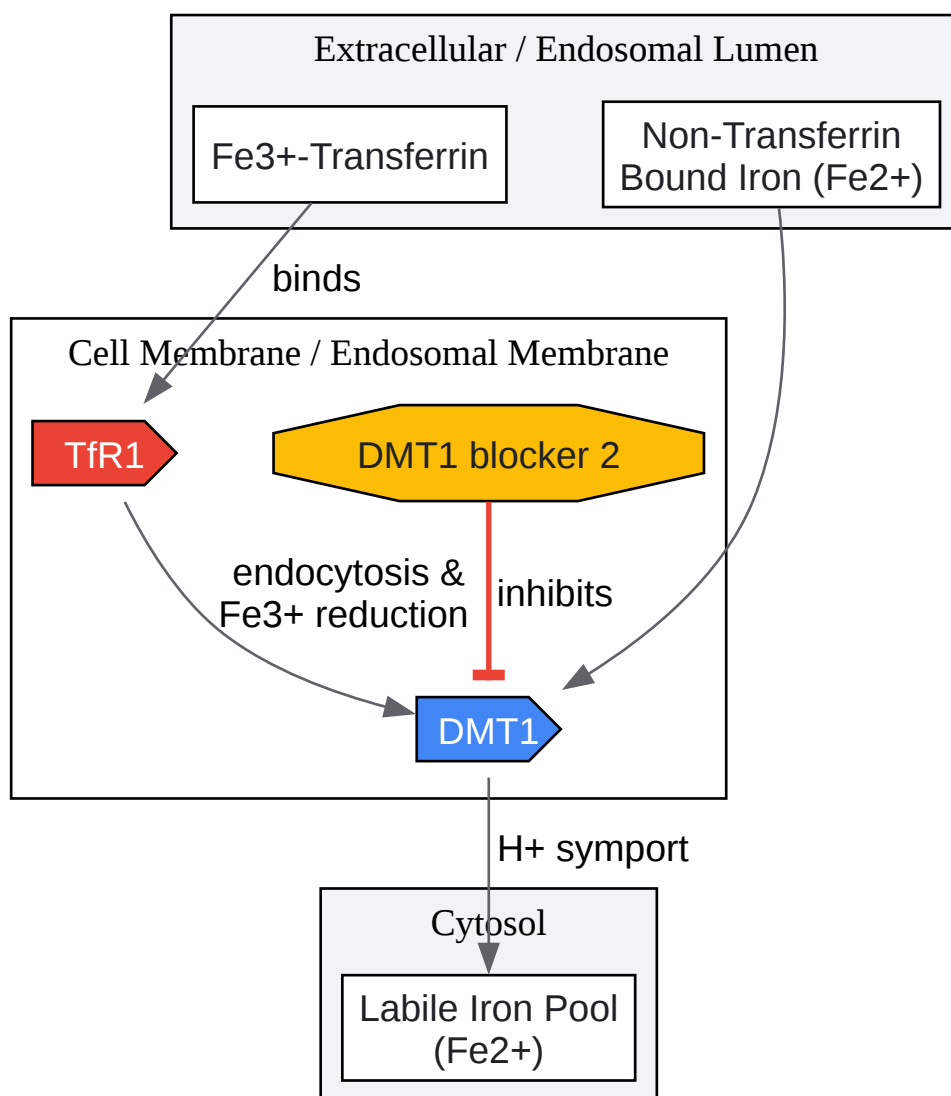 Extracellular / Endosomal Lumen
Fe3+-Transferrin
Non-Transferrin
Bound Iron (Fe2+)
binds
Cell Membrane / Endosomal Membrane
TfR1
DMT1 blocker 2
endocytosis &
Fe3+ reduction
inhibits
DMT1
H+ symport
Cytosol
Labile Iron Pool
(Fe2+)